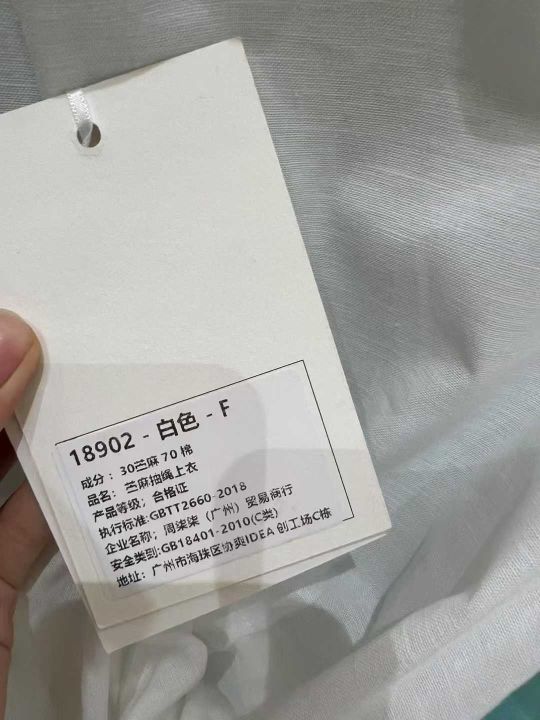 18902 - 白色 - F
成分：30苎麻 70 棉
品名：苎麻抽绳上衣
产品等级；合格证
执行标准:GBTT2660-2018
企业名称；周柒柒（广州）贸易商行
安全类别:GB18401-2010(C类)
地址：广州市海珠区协爽IDEA 创工场C栋